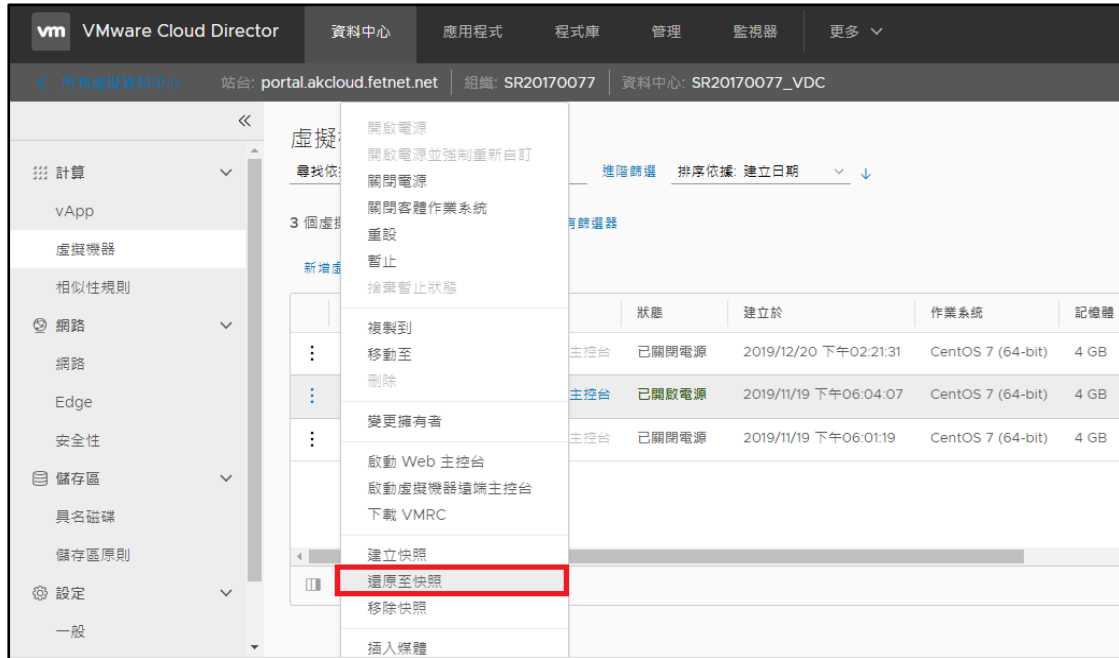 vm VMware Cloud Director 資料中心 應用程式 程式庫 管理 監視器 更多
所有虛擬資料中心 站台: portal.akcloud.fetnet.net 組織: SR20170077 資料中心: SR20170077_VDC
計算
vApp
虛擬機器
相似性規則
網路
網路
Edge
安全性
儲存區
具名磁碟
儲存區原則
設定
一般
虛擬
尋找依 進階篩選 排序依據: 建立日期
3 個虛擬 有篩選器
新增虛
狀態 建立於 作業系統 記憶體
主控台 已關閉電源 2019/12/20 下午02:21:31 CentOS 7 (64-bit) 4 GB
主控台 已開啟電源 2019/11/19 下午06:04:07 CentOS 7 (64-bit) 4 GB
主控台 已關閉電源 2019/11/19 下午06:01:19 CentOS 7 (64-bit) 4 GB
開啟電源
開啟電源並強制重新自訂
關閉電源
關閉客體作業系統
重設
暫止
捨棄暫止狀態
複製到
移動至
刪除
變更擁有者
啟動 Web 主控台
啟動虛擬機器遠端主控台
下載 VMRC
建立快照
還原至快照
移除快照
插入媒體